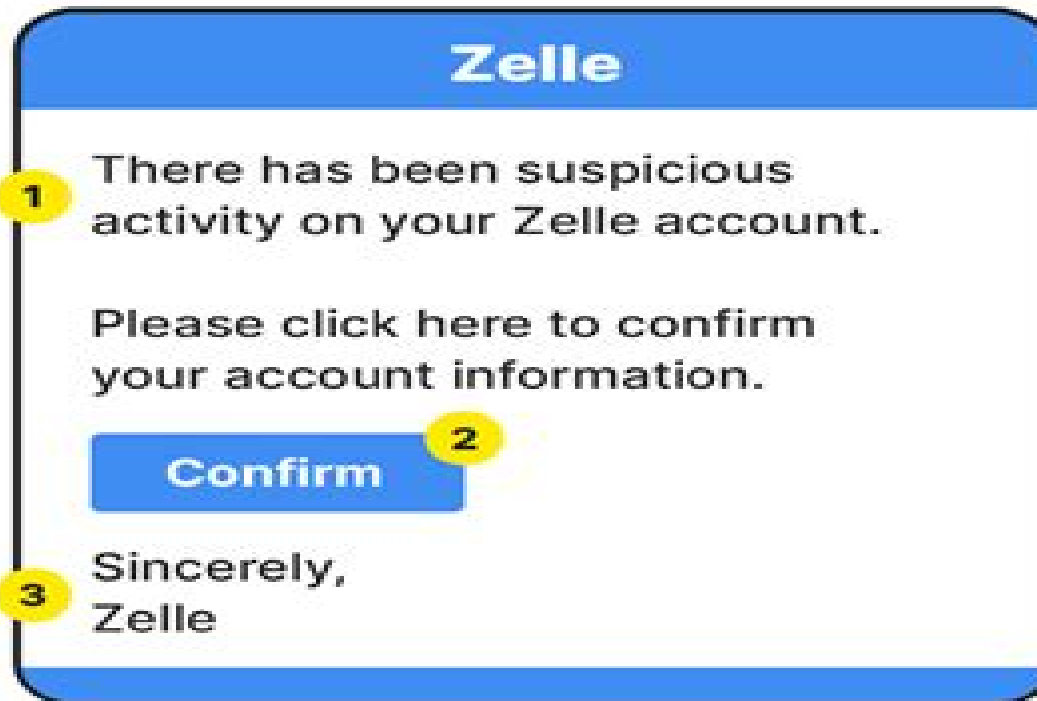 Zelle
1
There has been suspicious
activity on your Zelle account.
Please click here to confirm
your account information.
2
Confirm
3
Sincerely,
Zelle